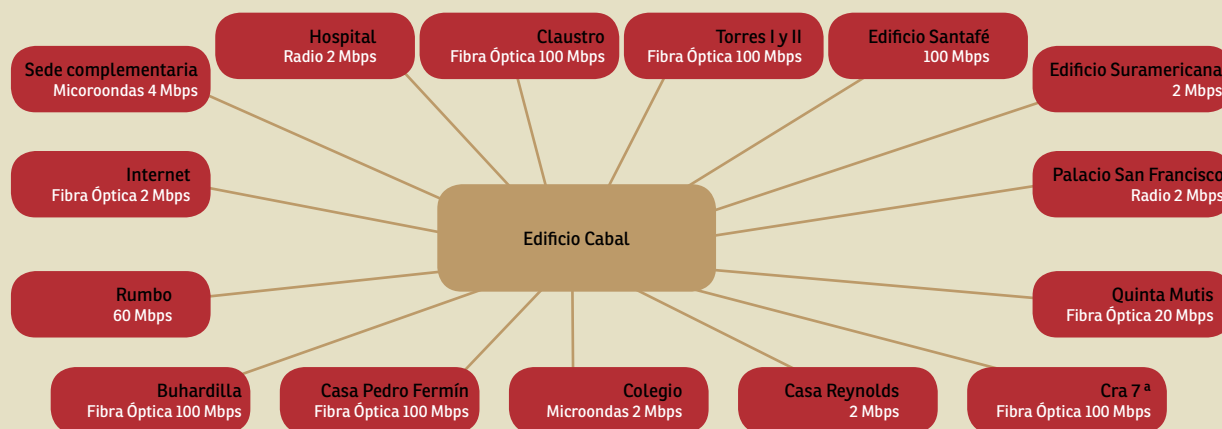 Hospital
Radio 2 Mbps
Claustro
Fibra Óptica 100 Mbps
Torres I y II
Fibra Óptica 100 Mbps
Edificio Santafé
100 Mbps
Sede complementaria
Micoroondas 4 Mbps
Edificio Suramericana
2 Mbps
Internet
Fibra Óptica 2 Mbps
Palacio San Francisco
Radio 2 Mbps
Edificio Cabal
Rumbo
60 Mbps
Quinta Mutis
Fibra Óptica 20 Mbps
Buhardilla
Fibra Óptica 100 Mbps
Casa Pedro Fermín
Fibra Óptica 100 Mbps
Colegio
Microondas 2 Mbps
Casa Reynolds
2 Mbps
Cra 7ª
Fibra Óptica 100 Mbps